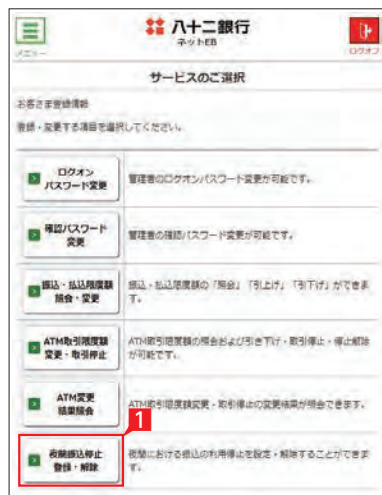 八十二銀行
ネットEB
メニュー
ログオフ
サービスのご選択
お客さま登録情報
登録・変更する項目を選択してください。
ログオン
パスワード変更
管理者のログオンパスワード変更が可能です。
確認パスワード
変更
管理者の確認パスワード変更が可能です。
振込・払込限度額
照会・変更
振込・払込限度額の「照会」「引上げ」「引下げ」ができま
す。
ATM取引限度額
変更・取引停止
ATM取引限度額の照会および引き下げ・取引停止・停止解除
が可能です。
ATM変更
結果照会
ATM取引限度額変更・取引停止の変更結果が照会できます。
1
夜間振込停止
登録・解除
夜間における振込の利用停止を設定・解除することができま
す。